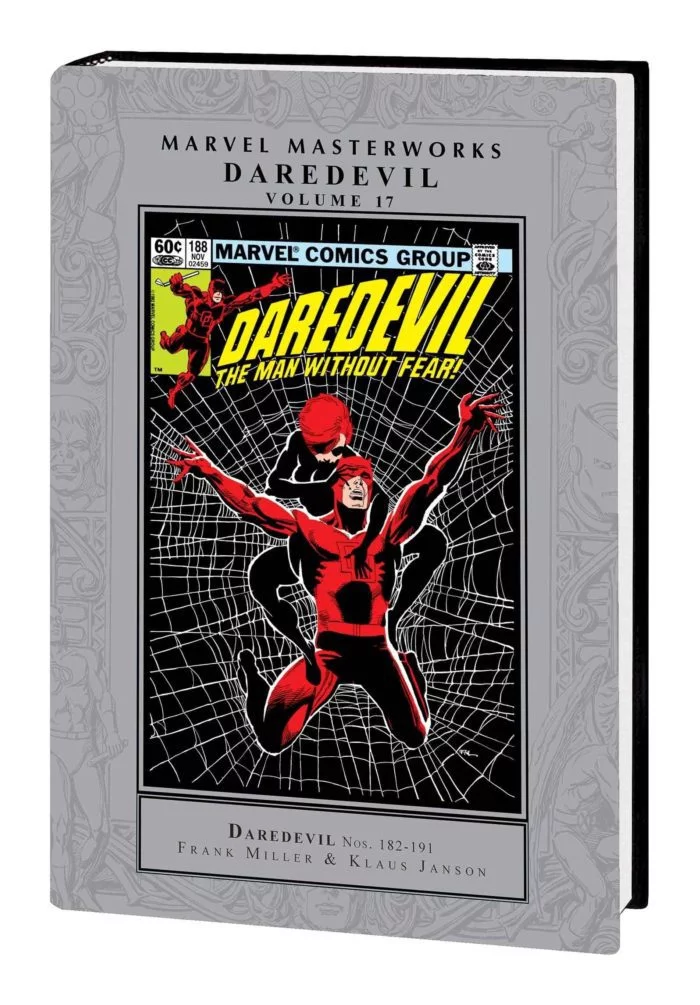 MARVEL MASTERWORKS
DAREDEVIL
VOLUME 17
60¢
188
NOV
02459
MARVEL® COMICS GROUP
DAREDEVIL
THE MAN WITHOUT FEAR!
TM
DAREDEVIL Nos. 182-191
FRANK MILLER & KLAUS JANSON